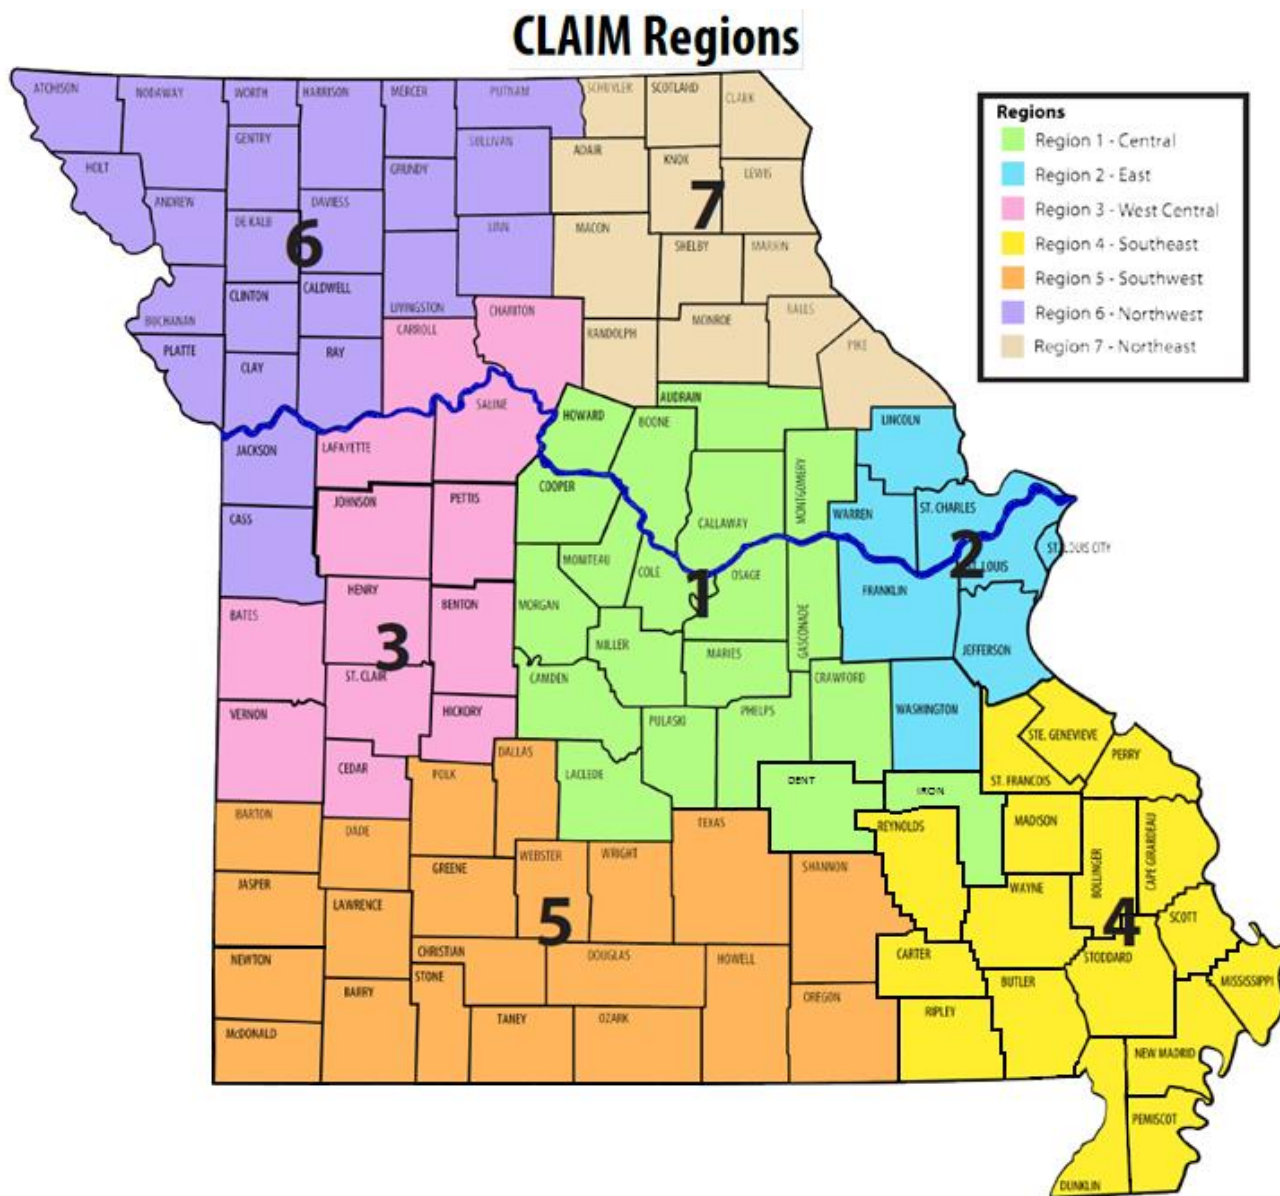 CLAIM Regions
Regions
Region 1 - Central
Region 2 - East
Region 3 - West Central
Region 4 - Southeast
Region 5 - Southwest
Region 6 - Northwest
Region 7 - Northeast
ATCHISON
NODAWAY
WORTH
HARRISON
MERCER
PUTNAM
SCHUYLER
SCOTLAND
CLARK
GENTRY
SULLIVAN
ADAIR
KNOX
LEWIS
HOLT
GRUNDY
ANDREW
DE KALB
DAVIESS
6
7
LINN
MACON
SHELBY
MARION
CLINTON
CALDWELL
BUCHANAN
LIVINGSTON
CHARITON
RALLS
PLATTE
CLAY
RAY
CARROLL
RANDOLPH
MONROE
PIKE
SALINE
HOWARD
AUDRAIN
BOONE
LINCOLN
JACKSON
LAFAYETTE
COOPER
MONTGOMERY
JOHNSON
PETTIS
CASS
CALLAWAY
WARREN
ST. CHARLES
ST. LOUIS CITY
2
ST. LOUIS
MONITEAU
COLE
OSAGE
1
HENRY
BENTON
MORGAN
FRANKLIN
BATES
3
MILLER
MARIES
GASCONADE
JEFFERSON
ST. CLAIR
CAMDEN
CRAWFORD
VERNON
HICKORY
PULASKI
PHELPS
WASHINGTON
STE. GENEVIEVE
PERRY
CEDAR
POLK
DALLAS
LACLEDE
DENT
IRON
ST. FRANCOIS
BARTON
DADE
TEXAS
REYNOLDS
MADISON
GREENE
WEBSTER
WRIGHT
SHANNON
BOLLINGER
CAPE GIRARDEAU
JASPER
LAWRENCE
WAYNE
5
4
SCOTT
NEWTON
CHRISTIAN
DOUGLAS
HOWELL
CARTER
STODDARD
STONE
BARRY
OREGON
BUTLER
MISSISSIPPI
McDONALD
TANEY
OZARK
RIPLEY
NEW MADRID
PEMISCOT
DUNKLIN